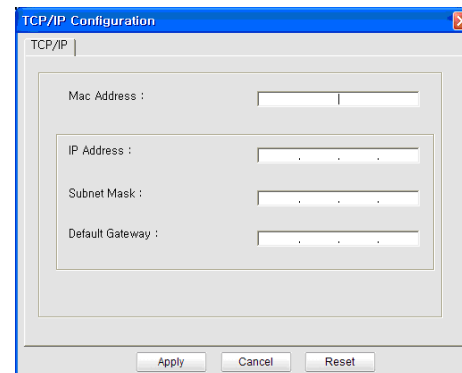 TCP/IP Configuration
TCP/IP
Mac Address :
IP Address :
. . .
Subnet Mask :
. . .
Default Gateway :
. . .
Apply Cancel Reset